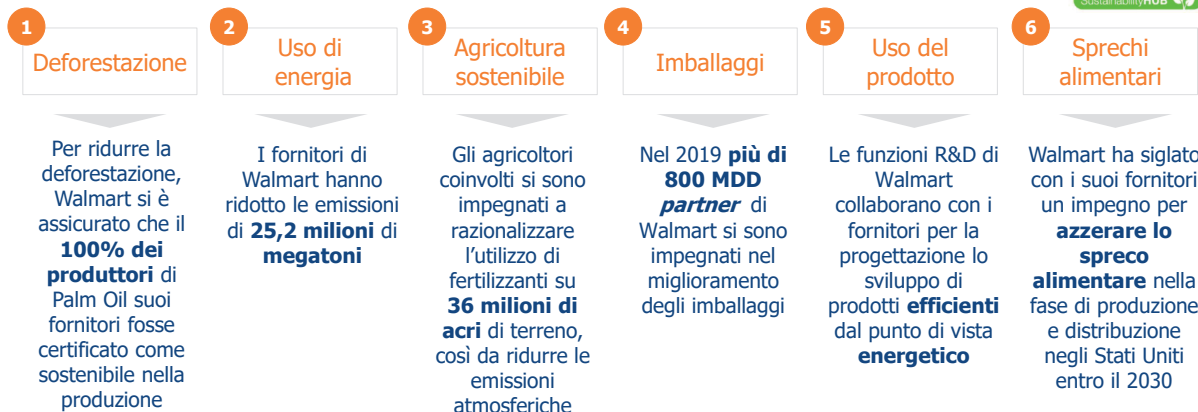 SustainabilityHUB
1
Deforestazione
Per ridurre la
deforestazione,
Walmart si è
assicurato che il
100% dei
produttori di
Palm Oil suoi
fornitori fosse
certificato come
sostenibile nella
produzione
2
Uso di
energia
I fornitori di
Walmart hanno
ridotto le emissioni
di 25,2 milioni di
megatoni
3
Agricoltura
sostenibile
Gli agricoltori
coinvolti si sono
impegnati a
razionalizzare
l'utilizzo di
fertilizzanti su
36 milioni di
acri di terreno,
così da ridurre le
emissioni
atmosferiche
4
Imballaggi
Nel 2019 più di
800 MDD
partner di
Walmart si sono
impegnati nel
miglioramento
degli imballaggi
5
Uso del
prodotto
Le funzioni R&D di
Walmart
collaborano con i
fornitori per la
progettazione lo
sviluppo di
prodotti efficienti
dal punto di vista
energetico
6
Sprechi
alimentari
Walmart ha siglato
con i suoi fornitori
un impegno per
azzerare lo
spreco
alimentare nella
fase di produzione
e distribuzione
negli Stati Uniti
entro il 2030